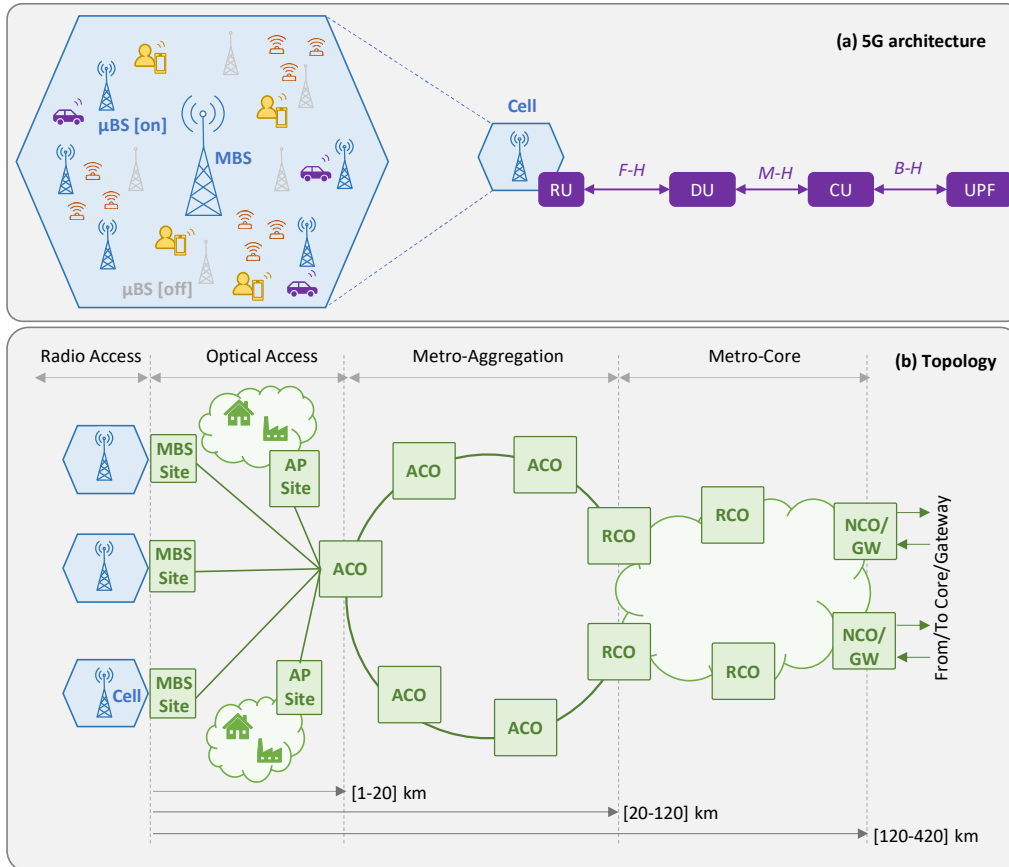 (a) 5G architecture
µBS [on]
MBS
µBS [off]
Cell
RU
F-H
DU
M-H
CU
B-H
UPF
(b) Topology
Radio Access
Optical Access
Metro-Aggregation
Metro-Core
MBS
Site
MBS
Site
MBS
Site
Cell
AP
Site
AP
Site
ACO
ACO
ACO
ACO
ACO
RCO
RCO
RCO
RCO
NCO/
GW
NCO/
GW
From/To Core/Gateway
[1-20] km
[20-120] km
[120-420] km